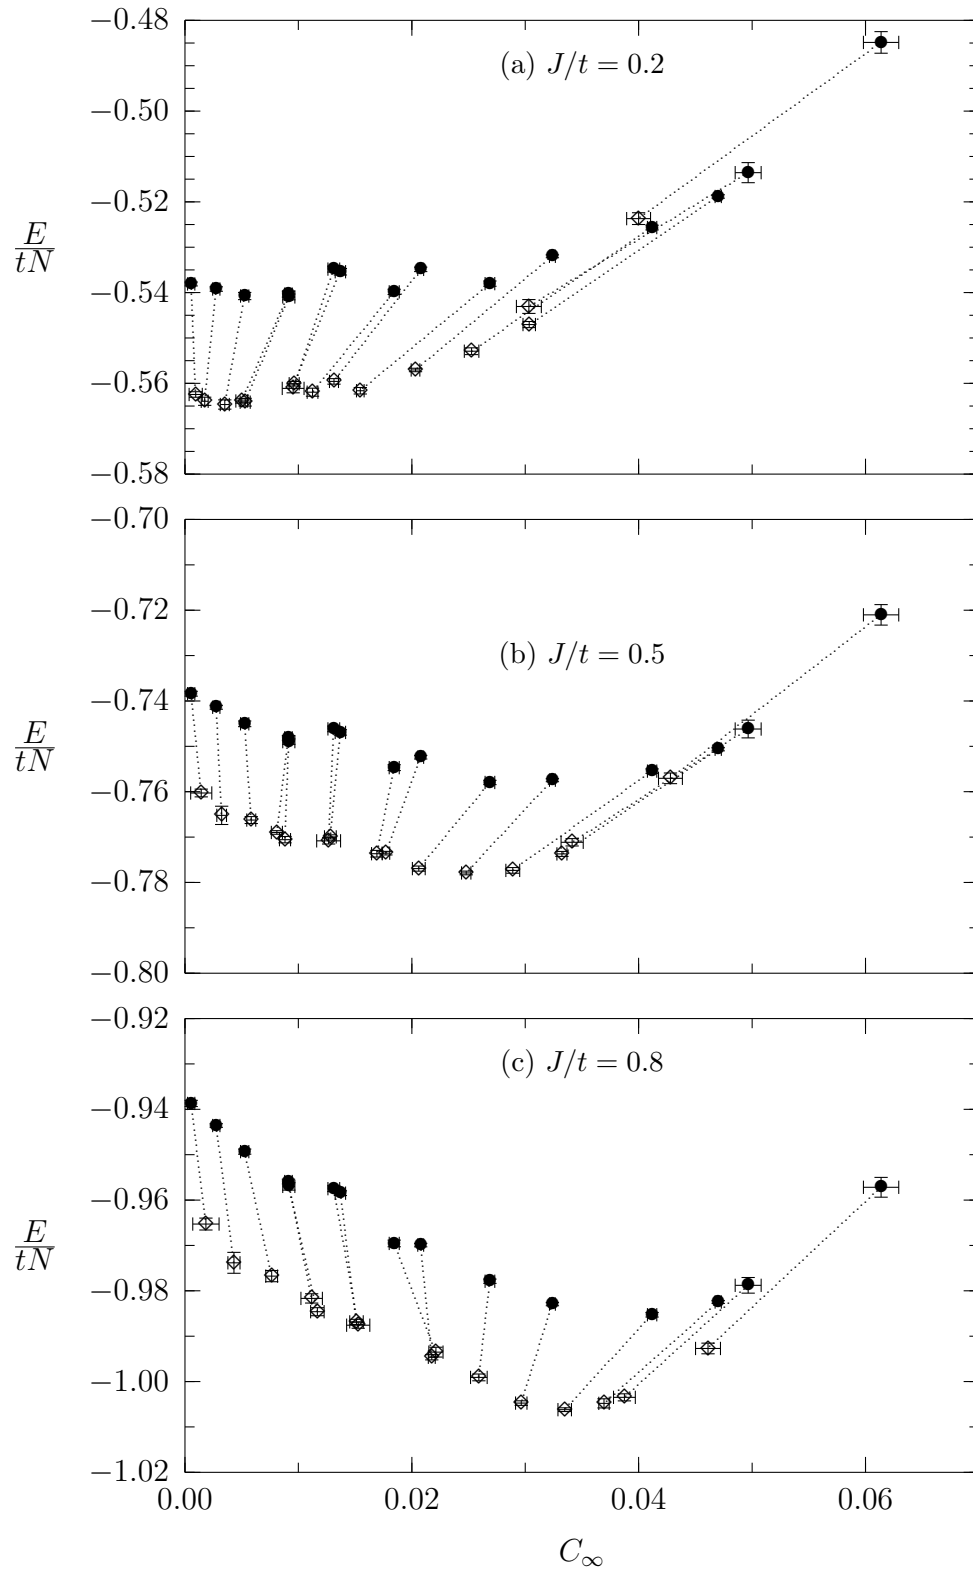 −0.48
(a) J/t = 0.2
−0.50
−0.52
E
tN
−0.54
−0.56
−0.58
−0.70
−0.72
(b) J/t = 0.5
−0.74
E
tN
−0.76
−0.78
−0.80
−0.92
(c) J/t = 0.8
−0.94
−0.96
E
tN
−0.98
−1.00
−1.02
0.00 0.02 0.04 0.06
C∞